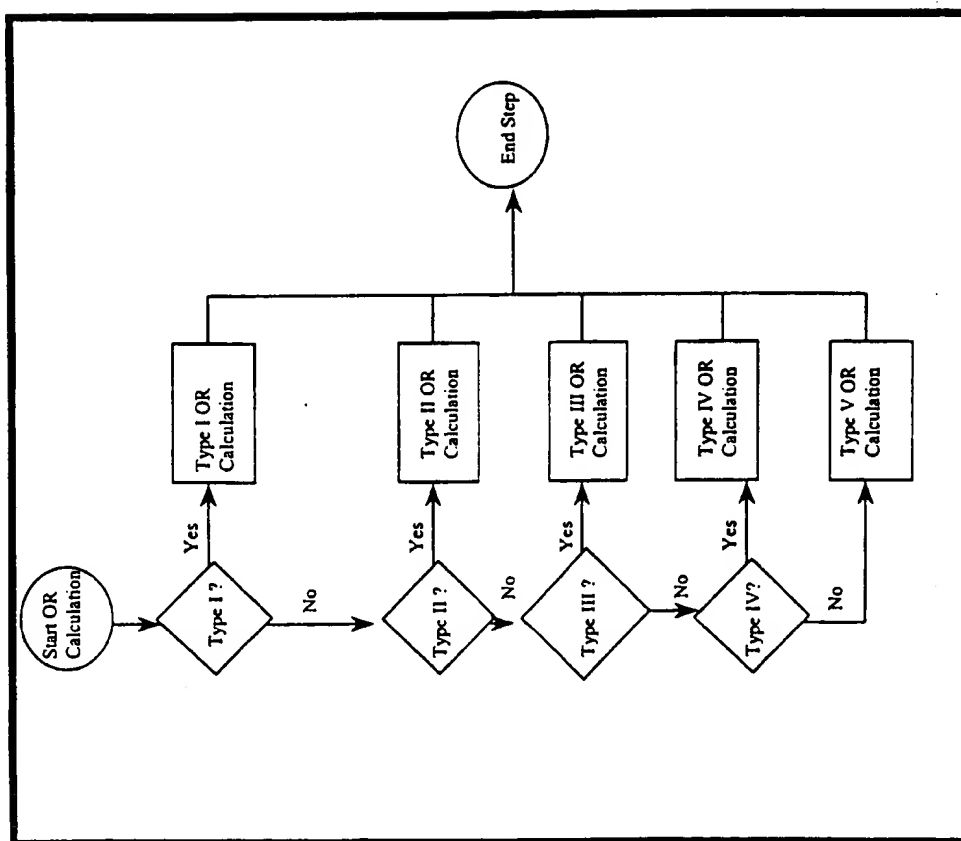 Start OR
Calculation
Type I ?
Yes
Type I OR
Calculation
No
Type II ?
Yes
Type II OR
Calculation
No
Type III ?
Yes
Type III OR
Calculation
No
Type IV?
Yes
Type IV OR
Calculation
No
Type V OR
Calculation
End Step